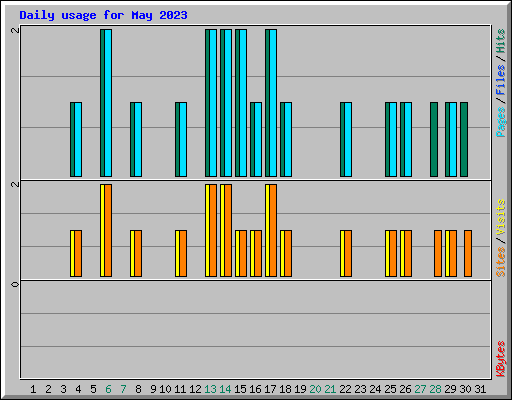 Daily usage for May 2023
2
Pages/Files/Hits
2
Sites/Visits
0
KBytes
1 2 3 4 5 6 7 8 9 10 11 12 13 14 15 16 17 18 19 20 21 22 23 24 25 26 27 28 29 30 31